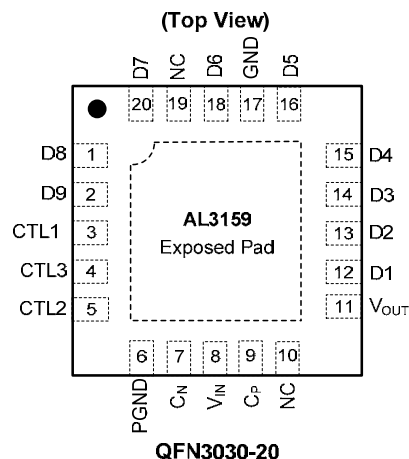 (Top View)
D7 NC D6 GND D5
20 19 18 17 16
D8 1
D9 2
CTL1 3
CTL3 4
CTL2 5
AL3159
Exposed Pad
15 D4
14 D3
13 D2
12 D1
11 VOUT
6 7 8 9 10
PGND CN VIN CP NC
QFN3030-20